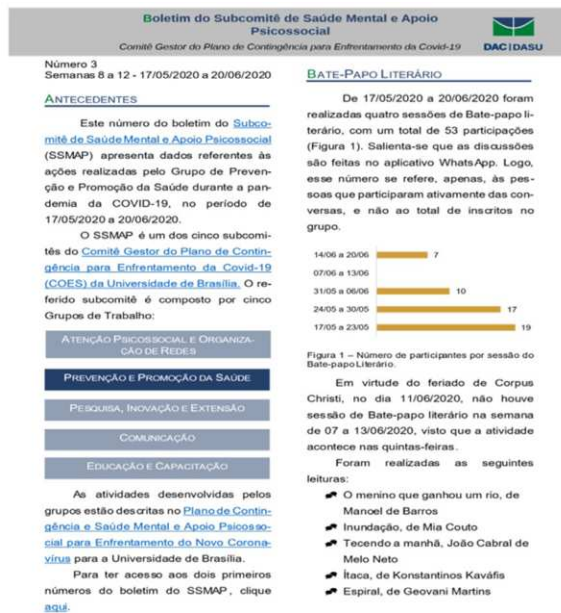 Boletim do Subcomitê de Saúde Mental e Apoio
Psicossocial
Comitê Gestor do Plano de Contingência para Enfrentamento da Covid-19
DAC|DASU
Número 3
Semanas 8 a 12 - 17/05/2020 a 20/06/2020
ANTECEDENTES
Este número do boletim do Subco-
mitê de Saúde Mental e Apoio Psicossocial
(SSMAP) apresenta dados referentes às
ações realizadas pelo Grupo de Preven-
ção e Promoção da Saúde durante a pan-
demia da COVID-19, no período de
17/05/2020 a 20/06/2020.
O SSMAP é um dos cinco subcomi-
tês do Comitê Gestor do Plano de Contin-
gência para Enfrentamento da Covid-19
(COES) da Universidade de Brasília. O re-
ferido subcomitê é composto por cinco
Grupos de Trabalho:
ATENÇÃO PSICOSSOCIAL E ORGANIZA-
ÇÃO DE REDES
PREVENÇÃO E PROMOÇÃO DA SAÚDE
PESQUISA, INOVAÇÃO E EXTENSÃO
COMUNICAÇÃO
EDUCAÇÃO E CAPACITAÇÃO
As atividades desenvolvidas pelos
grupos estão descritas no Plano de Contin-
gência e Saúde Mental e Apoio Psicosso-
cial para Enfrentamento do Novo Corona-
vírus para a Universidade de Brasília.
Para ter acesso aos dois primeiros
números do boletim do SSMAP, clique
aqui.
BATE-PAPO LITERÁRIO
De 17/05/2020 a 20/06/2020 foram
realizadas quatro sessões de Bate-papo li-
terário, com um total de 53 participações
(Figura 1). Salienta-se que as discussões
são feitas no aplicativo WhatsApp. Logo,
esse número se refere, apenas, às pes-
soas que participaram ativamente das con-
versas, e não ao total de inscritos no
grupo.
14/06 a 20/06 7
07/06 a 13/06
31/05 a 06/06 10
24/05 a 30/05 17
17/05 a 23/05 19
Figura 1 – Número de participantes por sessão do
Bate-papo Literário.
Em virtude do feriado de Corpus
Christi, no dia 11/06/2020, não houve
sessão de Bate-papo literário na semana
de 07 a 13/06/2020, visto que a atividade
acontece nas quintas-feiras.
Foram realizadas as seguintes
leituras:
O menino que ganhou um rio, de
Manoel de Barros
Inundação, de Mia Couto
Tecendo a manhã, João Cabral de
Melo Neto
Ítaca, de Konstantinos Kaváfis
Espiral, de Geovani Martins